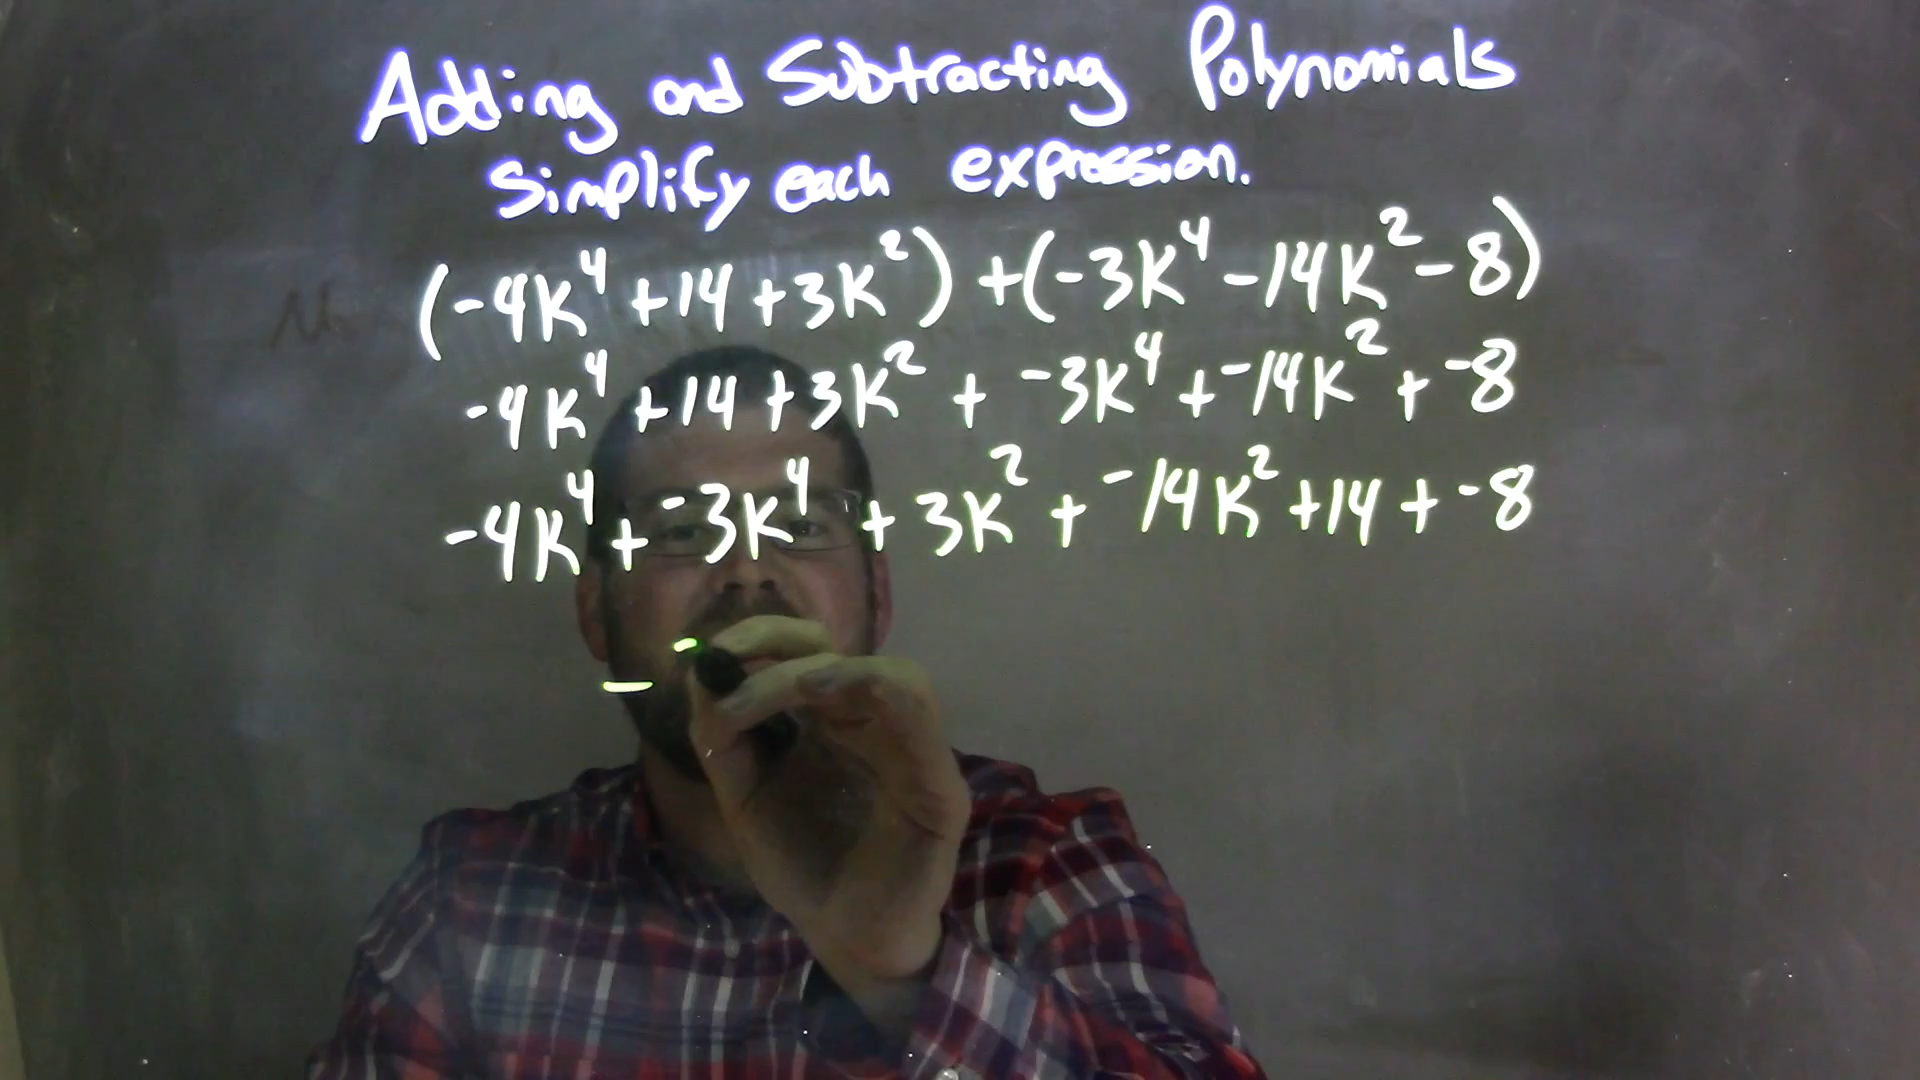 Adding and Subtracting Polynomials
Simplify each expression.
(-4K⁴ +14 +3K²) +(-3K⁴ -14K² -8)
-4K⁴ +14 +3K² + ⁻3K⁴ + ⁻14K² + ⁻8
-4K⁴ + ⁻3K⁴ + 3K² + ⁻14K² +14 + ⁻8
-